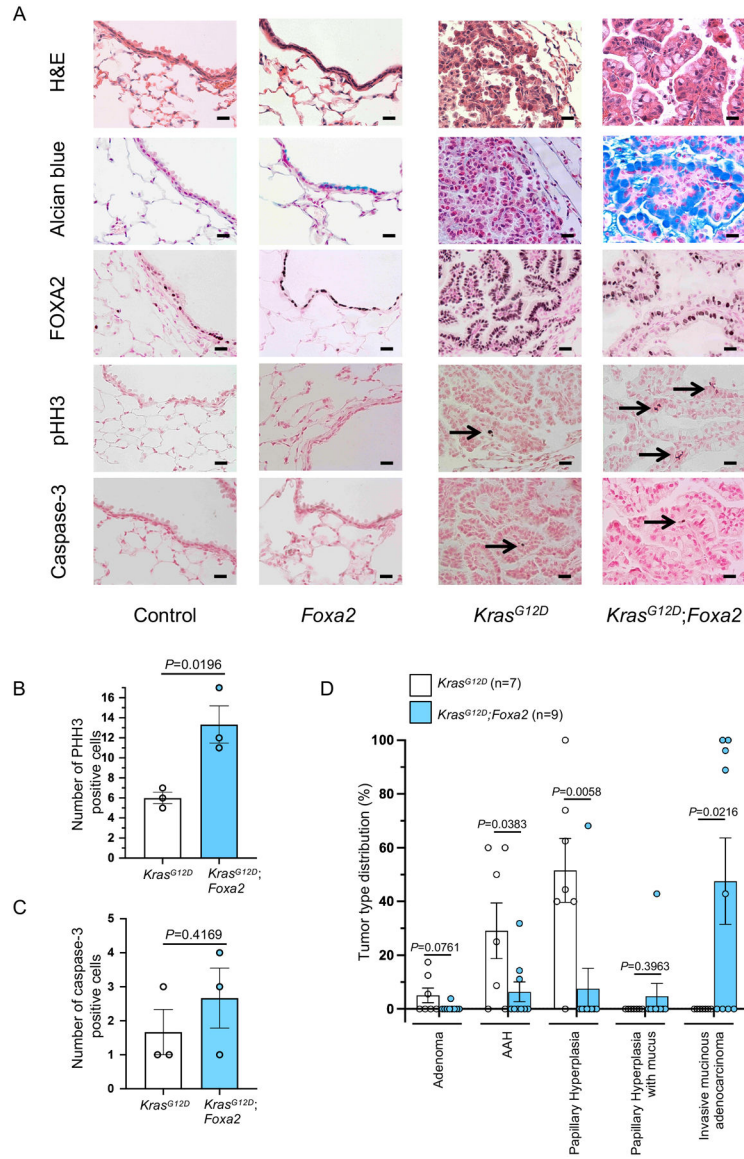 A
H&E
Alcian blue
FOXA2
pHH3
Caspase-3
Control
Foxa2
KrasG12D
KrasG12D;Foxa2
B
Number of PHH3
positive cells
P=0.0196
16
14
12
10
8
6
4
2
0
KrasG12D
KrasG12D;
Foxa2
C
Number of caspase-3
positive cells
P=0.4169
5
4
3
2
1
0
KrasG12D
KrasG12D;
Foxa2
D
KrasG12D (n=7)
KrasG12D;Foxa2 (n=9)
Tumor type distribution (%)
100
80
60
40
20
0
P=0.0761
P=0.0383
P=0.0058
P=0.3963
P=0.0216
Adenoma
AAH
Papillary Hyperplasia
Papillary Hyperplasia
with mucus
Invasive mucinous
adenocarcinoma